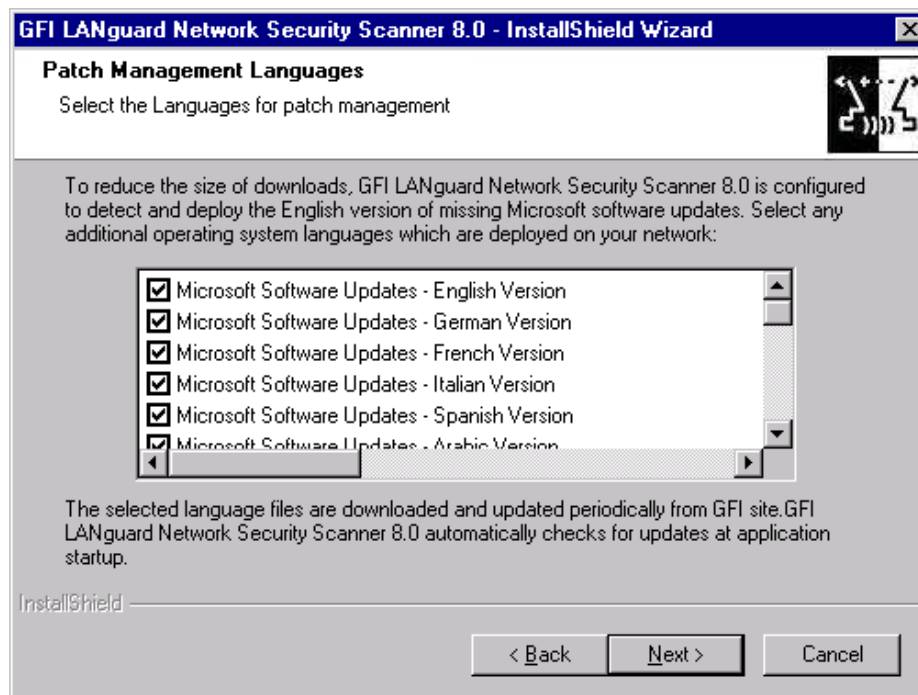 GFI LANguard Network Security Scanner 8.0 - InstallShield Wizard
Patch Management Languages
Select the Languages for patch management
To reduce the size of downloads, GFI LANguard Network Security Scanner 8.0 is configured
to detect and deploy the English version of missing Microsoft software updates. Select any
additional operating system languages which are deployed on your network:
Microsoft Software Updates - English Version
Microsoft Software Updates - German Version
Microsoft Software Updates - French Version
Microsoft Software Updates - Italian Version
Microsoft Software Updates - Spanish Version
Microsoft Software Updates - Arabic Version
The selected language files are downloaded and updated periodically from GFI site.GFI
LANguard Network Security Scanner 8.0 automatically checks for updates at application
startup.
InstallShield
< Back
Next >
Cancel